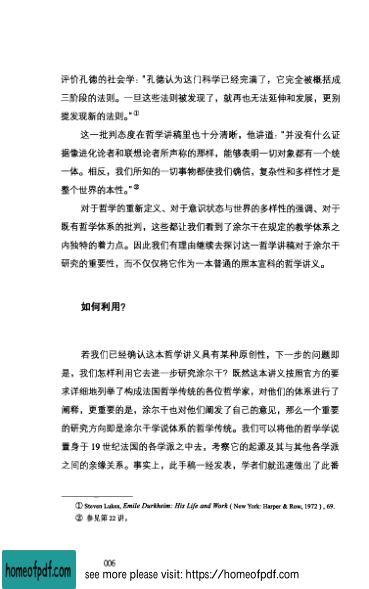 评价孔德的社会学："孔德认为这门科学已经完满了，它完全被概括成
三阶段的法则。一旦这些法则被发现了，就再也无法延伸和发展，更别
提发现新的法则。"①
这一批判态度在哲学讲稿里也十分清晰，他讲道："并没有什么证
据像进化论者和联想论者所声称的那样，能够表明一切对象都有一个统
一体。相反，我们所知的一切事物都使我们确信，复杂性和多样性才是
整个世界的本性。"②
对于哲学的重新定义、对于意识状态与世界的多样性的强调、对于
既有哲学体系的批判，这些都让我们看到了涂尔干在规定的教学体系之
内独特的着力点。因此我们有理由继续去探讨这一哲学讲稿对于涂尔干
研究的重要性，而不仅仅将它作为一本普通的照本宣科的哲学讲义。
如何利用？
若我们已经确认这本哲学讲义具有某种原创性，下一步的问题即
是，我们怎样利用它去进一步研究涂尔干？既然这本讲义按照官方的要
求详细地列举了构成法国哲学传统的各位哲学家，对他们的体系进行了
阐释，更重要的是，涂尔干也对他们阐发了自己的意见，那么一个重要
的研究方向即是涂尔干学说体系的哲学传统。我们可以将他的哲学学说
置身于 19 世纪法国的各学派之中去，考察它的起源及其与其他各学派
之间的亲缘关系。事实上，此手稿一经发表，学者们就迅速做出了此番
① Steven Lukes, Emile Durkheim: His Life and Work ( New York: Harper & Row, 1972 ) , 69.
② 参见第 22 讲。
006
homeofpdf.com
see more please visit: https://homeofpdf.com